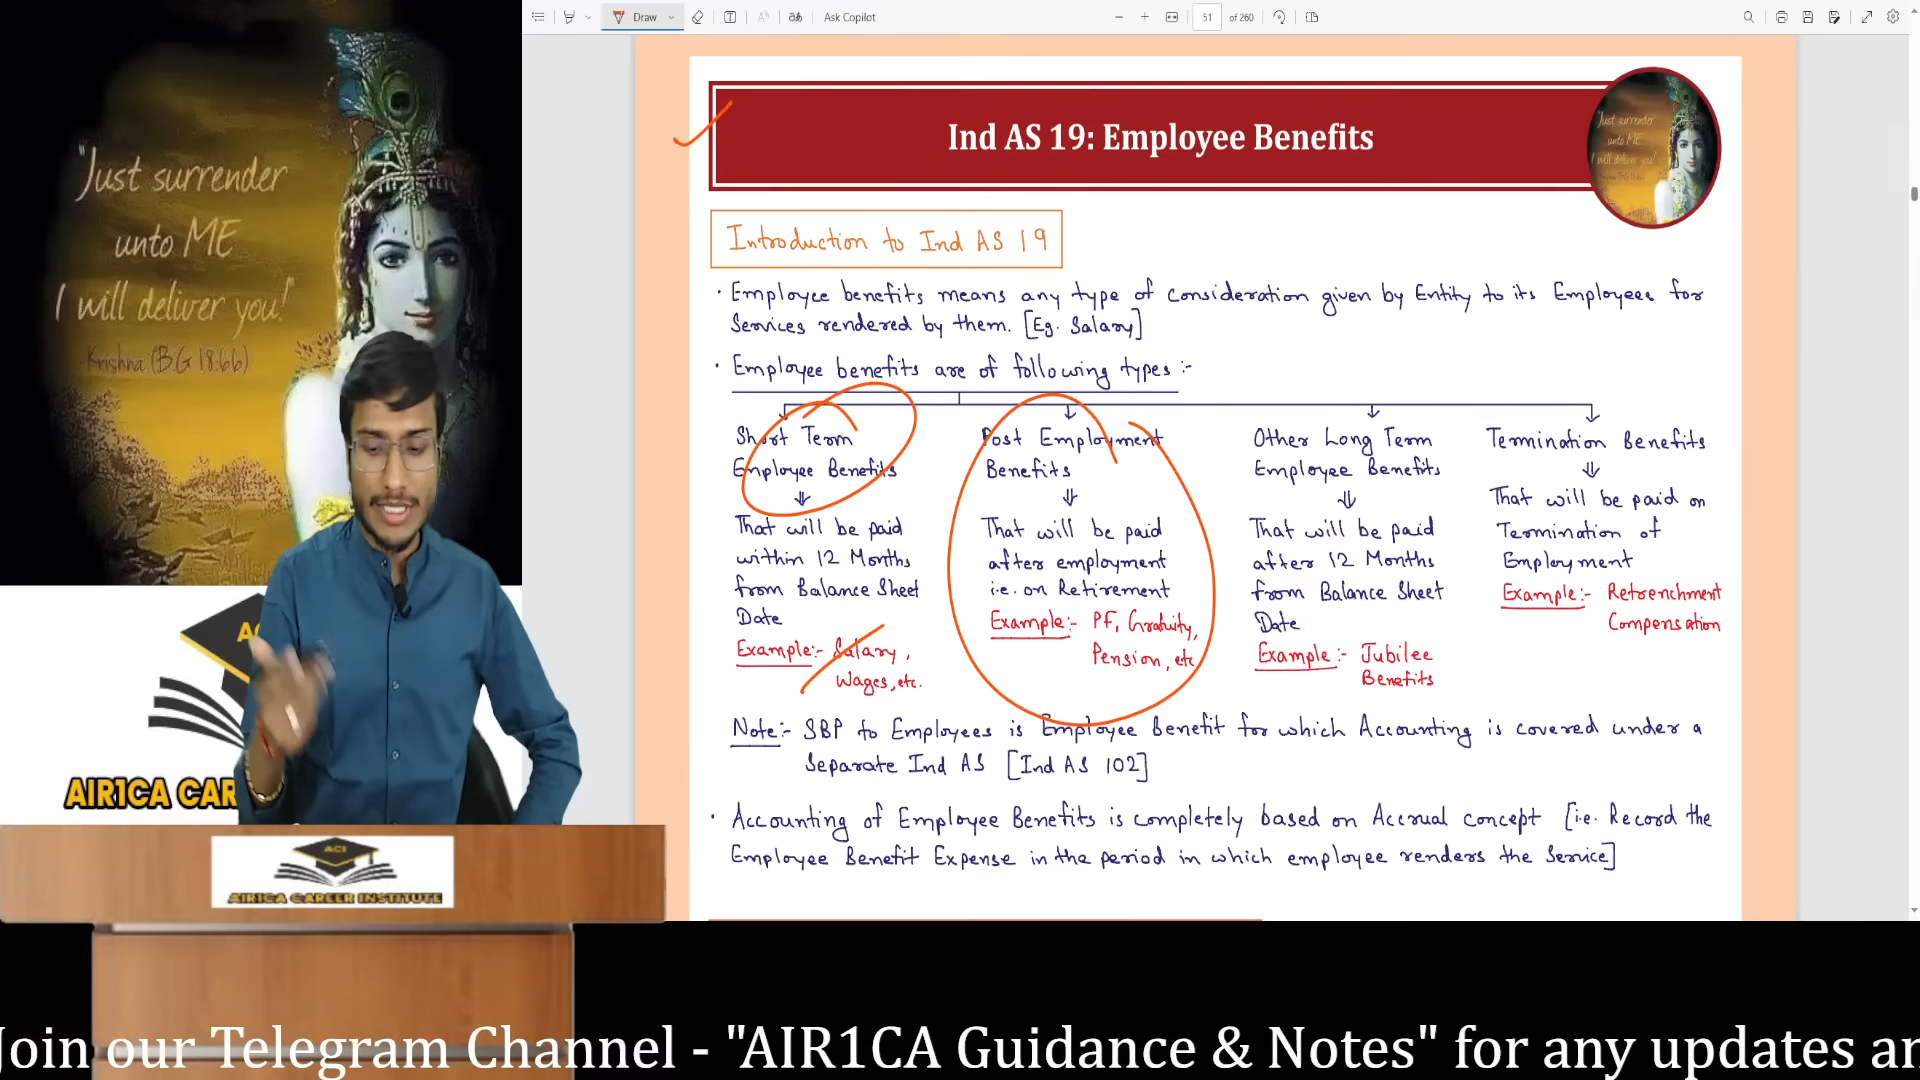 Draw
Ask Copilot
51 of 260
"Just surrender
unto ME
I will deliver you!"
-Krishna (B.G 18:66)
Ind AS 19: Employee Benefits
"Just surrender
unto ME
I will deliver you!"
Introduction to Ind AS 19
· Employee benefits means any type of consideration given by Entity to its Employees for
Services rendered by them. [Eg. Salary]
· Employee benefits are of following types :-
Short Term
Employee Benefits
That will be paid
within 12 Months
from Balance Sheet
Date
Example:- Salary,
Wages, etc.
Post Employment
Benefits
That will be paid
after employment
i.e. on Retirement
Example:- PF, Gratuity,
Pension, etc
Other Long Term
Employee Benefits
That will be paid
after 12 Months
from Balance Sheet
Date
Example:- Jubilee
Benefits
Termination Benefits
That will be paid on
Termination of
Employment
Example:- Retrenchment
Compensation
Note:- SBP to Employees is Employee Benefit for which Accounting is covered under a
Separate Ind AS [Ind AS 102]
· Accounting of Employee Benefits is completely based on Accrual concept [i.e. Record the
Employee Benefit Expense in the period in which employee renders the Service]
AIR1CA CAR
ACI
AIR1CA CAREER INSTITUTE
Join our Telegram Channel - "AIR1CA Guidance & Notes" for any updates an